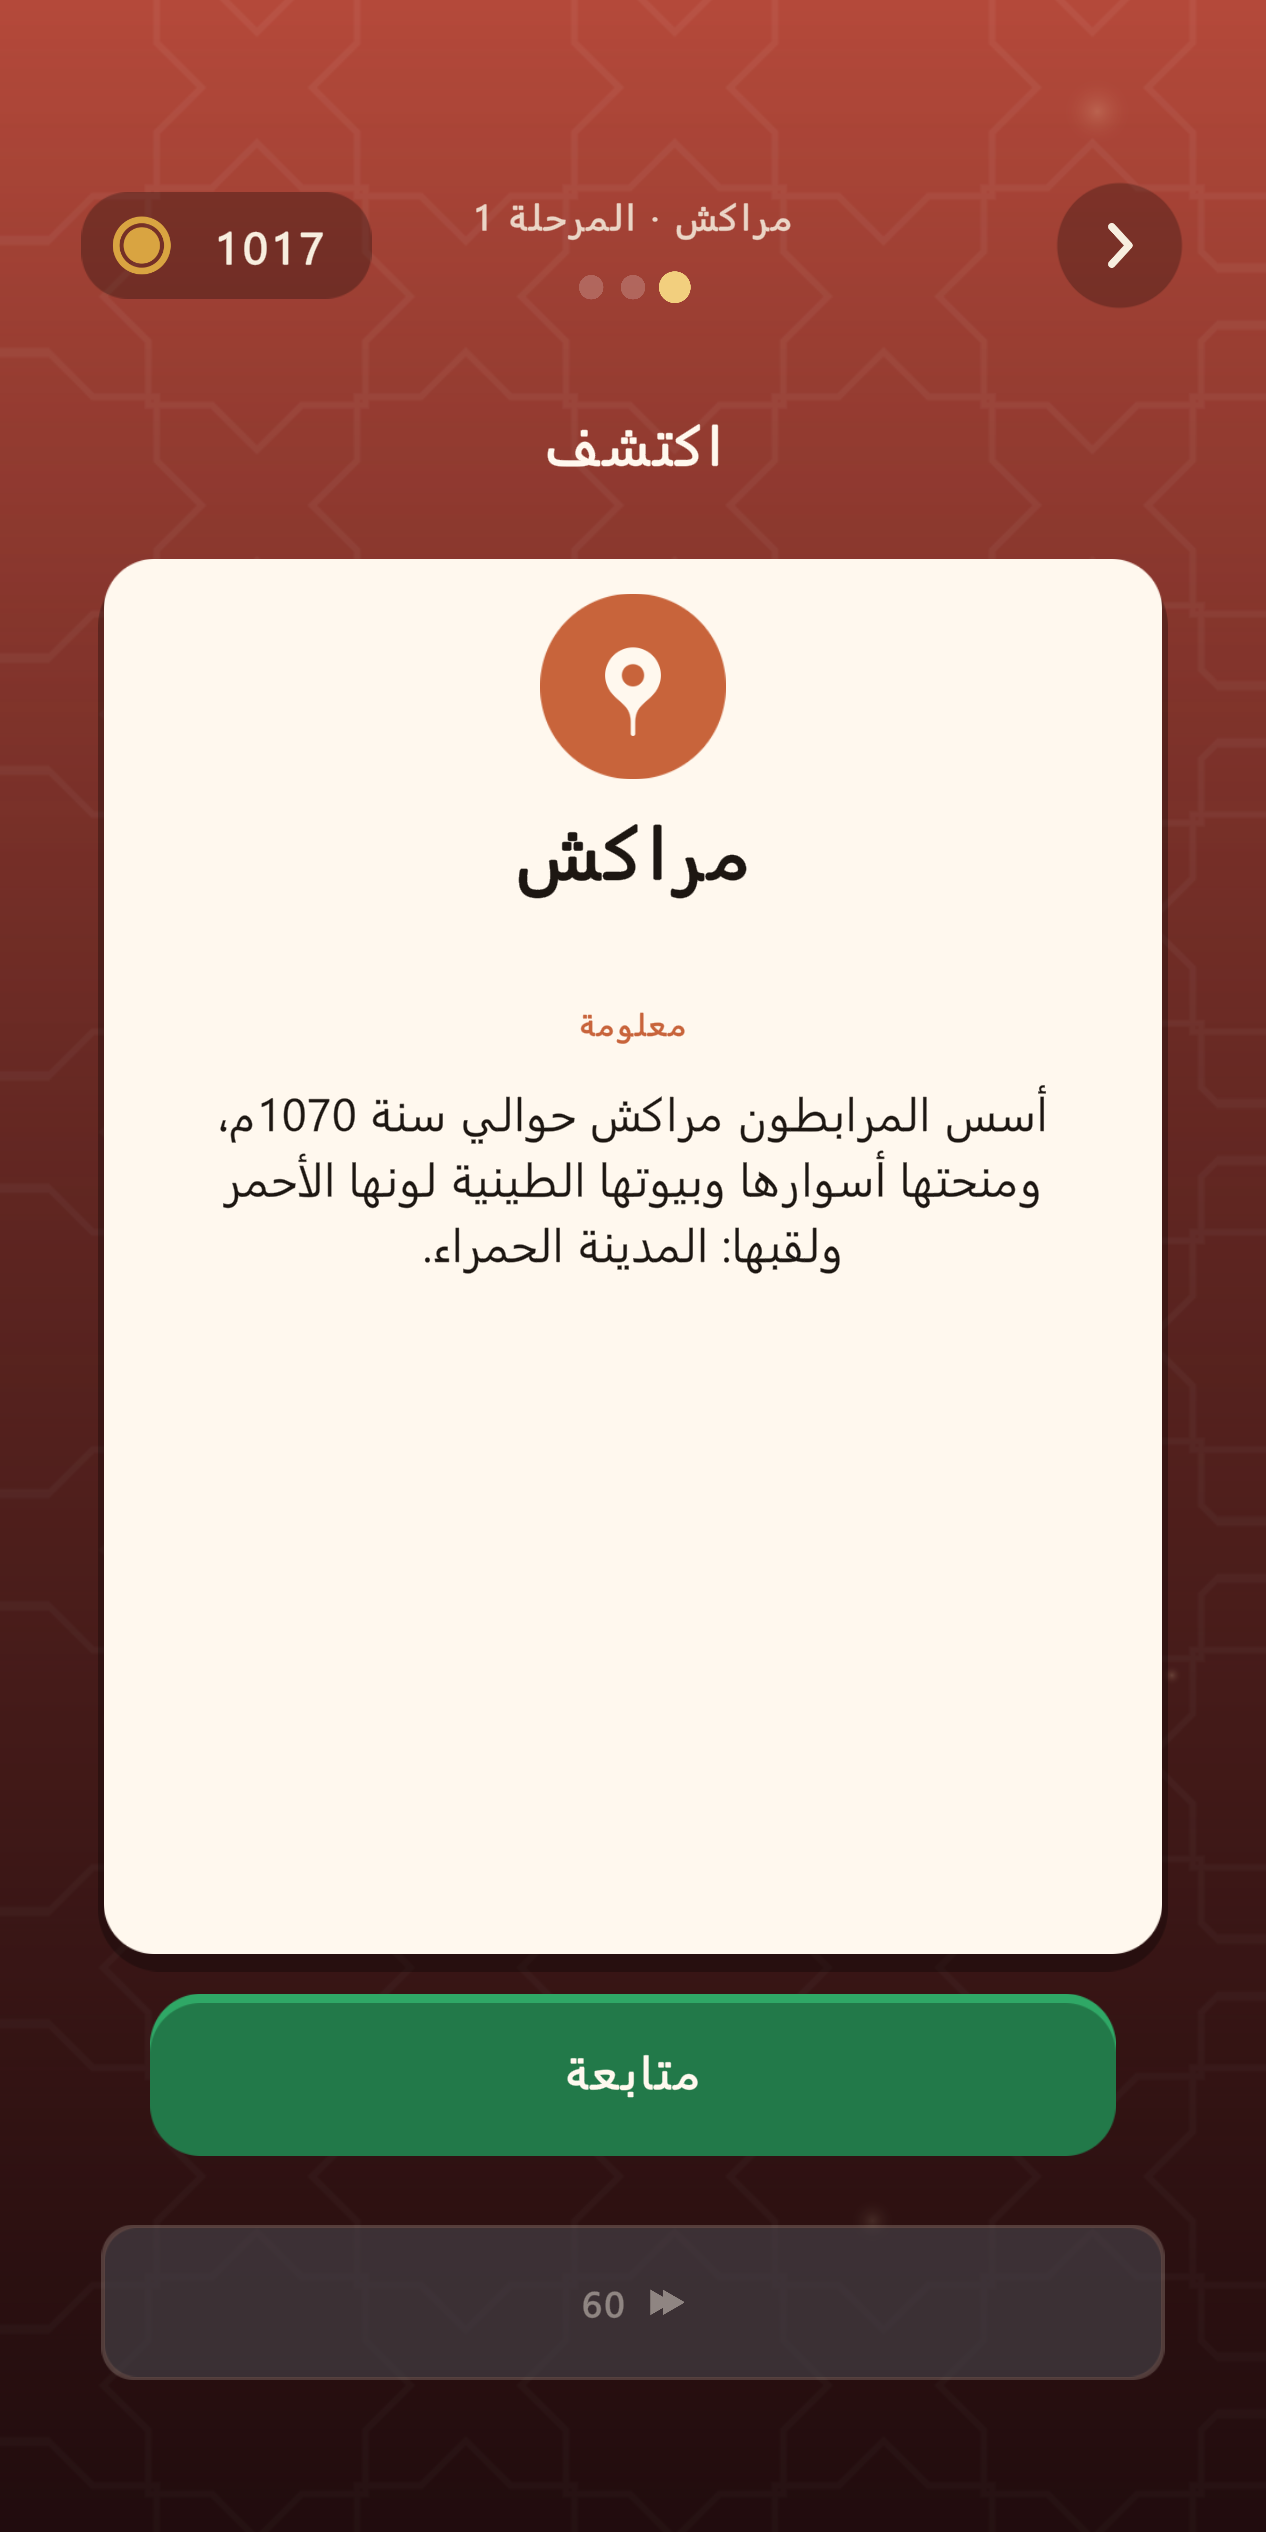 مراكش · المرحلة 1
1017
اكتشف
مراكش
معلومة
أسس المرابطون مراكش حوالي سنة 1070م،
ومنحتها أسوارها وبيوتها الطينية لونها الأحمر
ولقبها: المدينة الحمراء.
متابعة
60